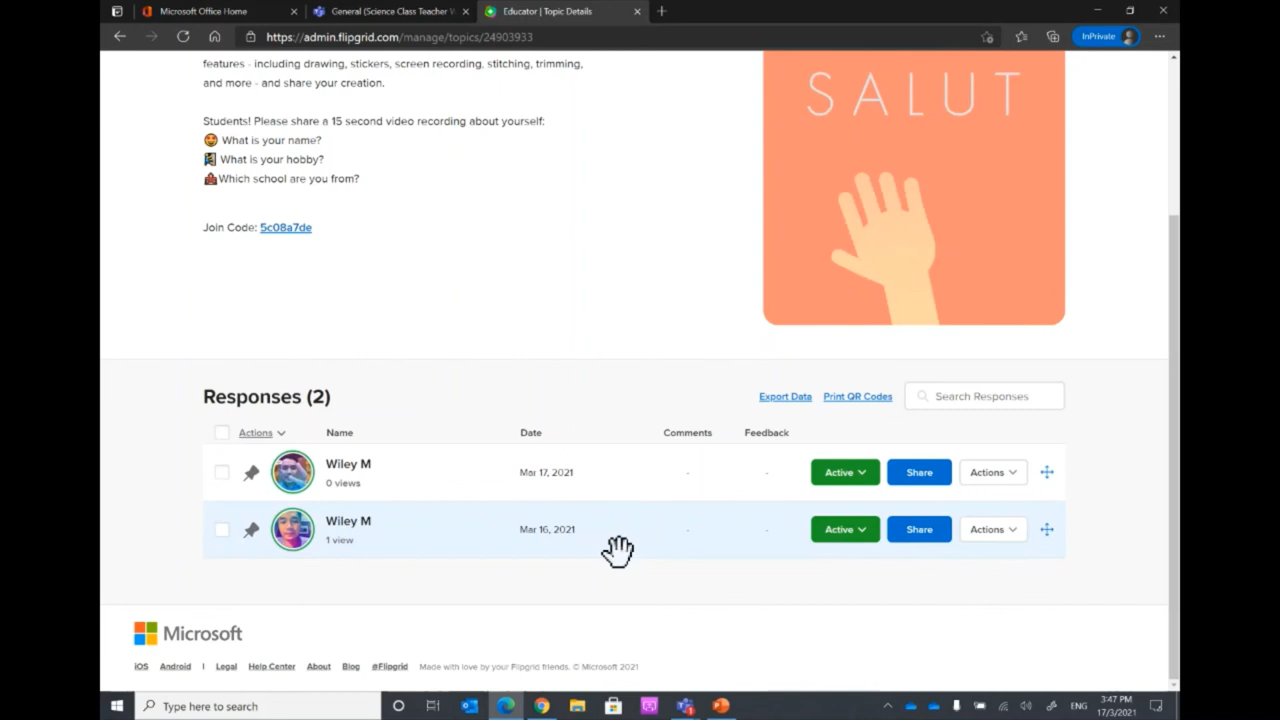 Microsoft Office Home
General (Science Class Teacher W
Educator | Topic Details
https://admin.flipgrid.com/manage/topics/24903933
InPrivate
features - including drawing, stickers, screen recording, stitching, trimming,
and more - and share your creation.
Students! Please share a 15 second video recording about yourself:
What is your name?
What is your hobby?
Which school are you from?
Join Code: 5c08a7de
SALUT
Responses (2)
Export Data
Print QR Codes
Search Responses
Actions
Name
Date
Comments
Feedback
Wiley M
0 views
Mar 17, 2021
-
-
Active
Share
Actions
Wiley M
1 view
Mar 16, 2021
-
-
Active
Share
Actions
Microsoft
iOS
Android
|
Legal
Help Center
About
Blog
@Flipgrid
Made with love by your Flipgrid friends. © Microsoft 2021
Type here to search
ENG
3:47 PM
17/3/2021